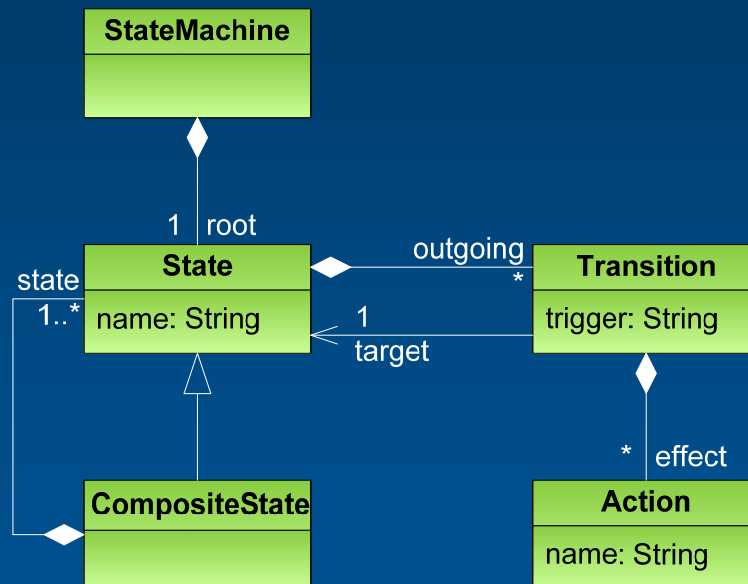 StateMachine
1 root
State
outgoing
*
Transition
state
1..*
name: String
1
target
trigger: String
* effect
CompositeState
Action
name: String